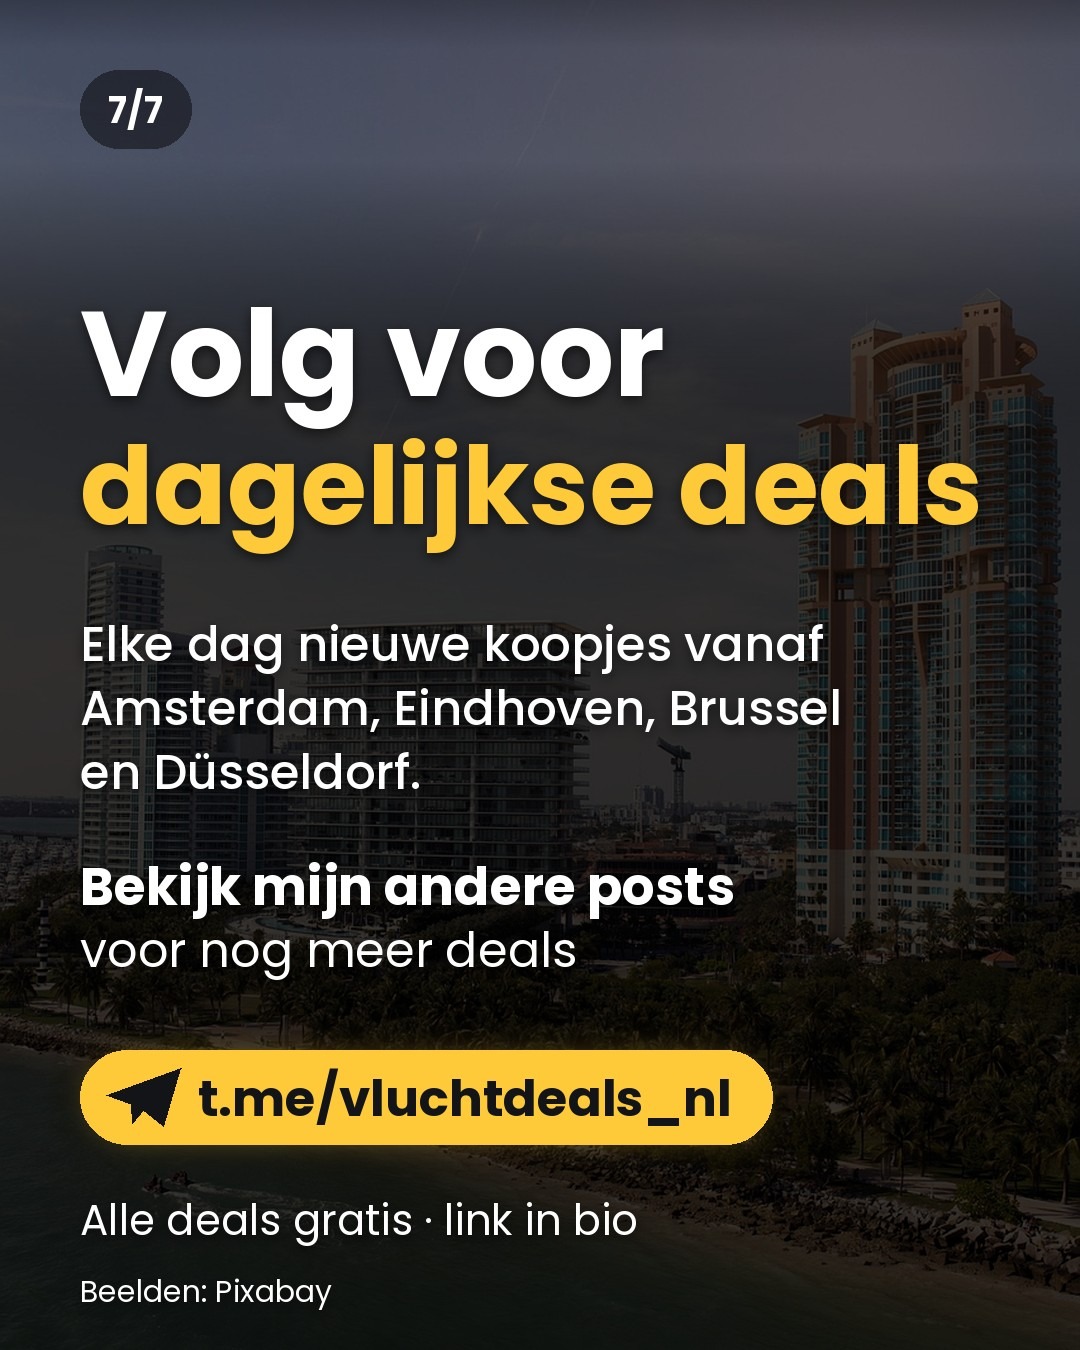 7/7
Volg voor
dagelijkse deals
Elke dag nieuwe koopjes vanaf
Amsterdam, Eindhoven, Brussel
en Düsseldorf.
Bekijk mijn andere posts
voor nog meer deals
t.me/vluchtdeals_nl
Alle deals gratis · link in bio
Beelden: Pixabay